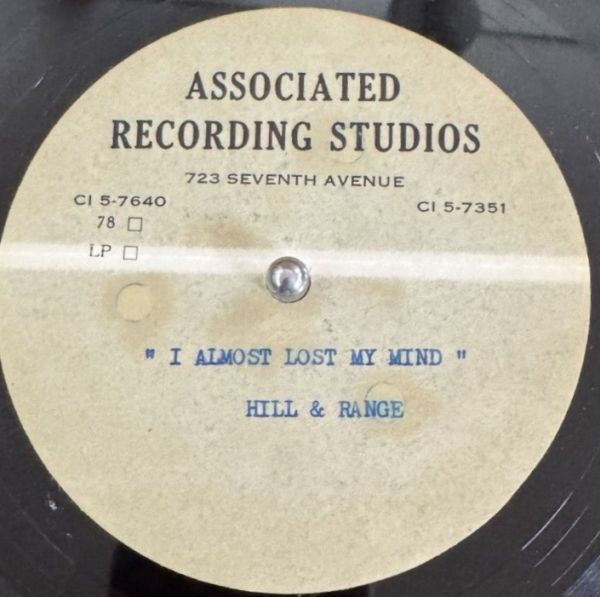 ASSOCIATED
RECORDING STUDIOS
723 SEVENTH AVENUE
CI 5-7640
CI 5-7351
78 □
LP □
" I ALMOST LOST MY MIND "
HILL & RANGE